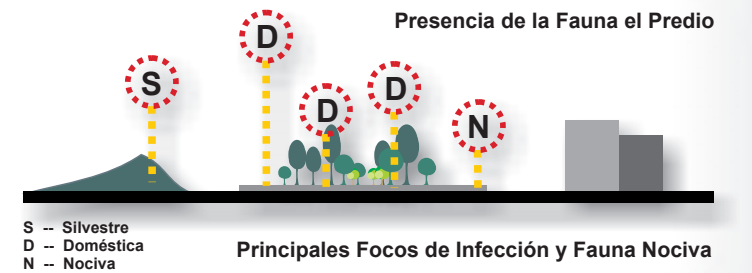 Presencia de la Fauna el Predio
D
S
D
D
N
S -- Silvestre
D -- Doméstica
N -- Nociva
Principales Focos de Infección y Fauna Nociva